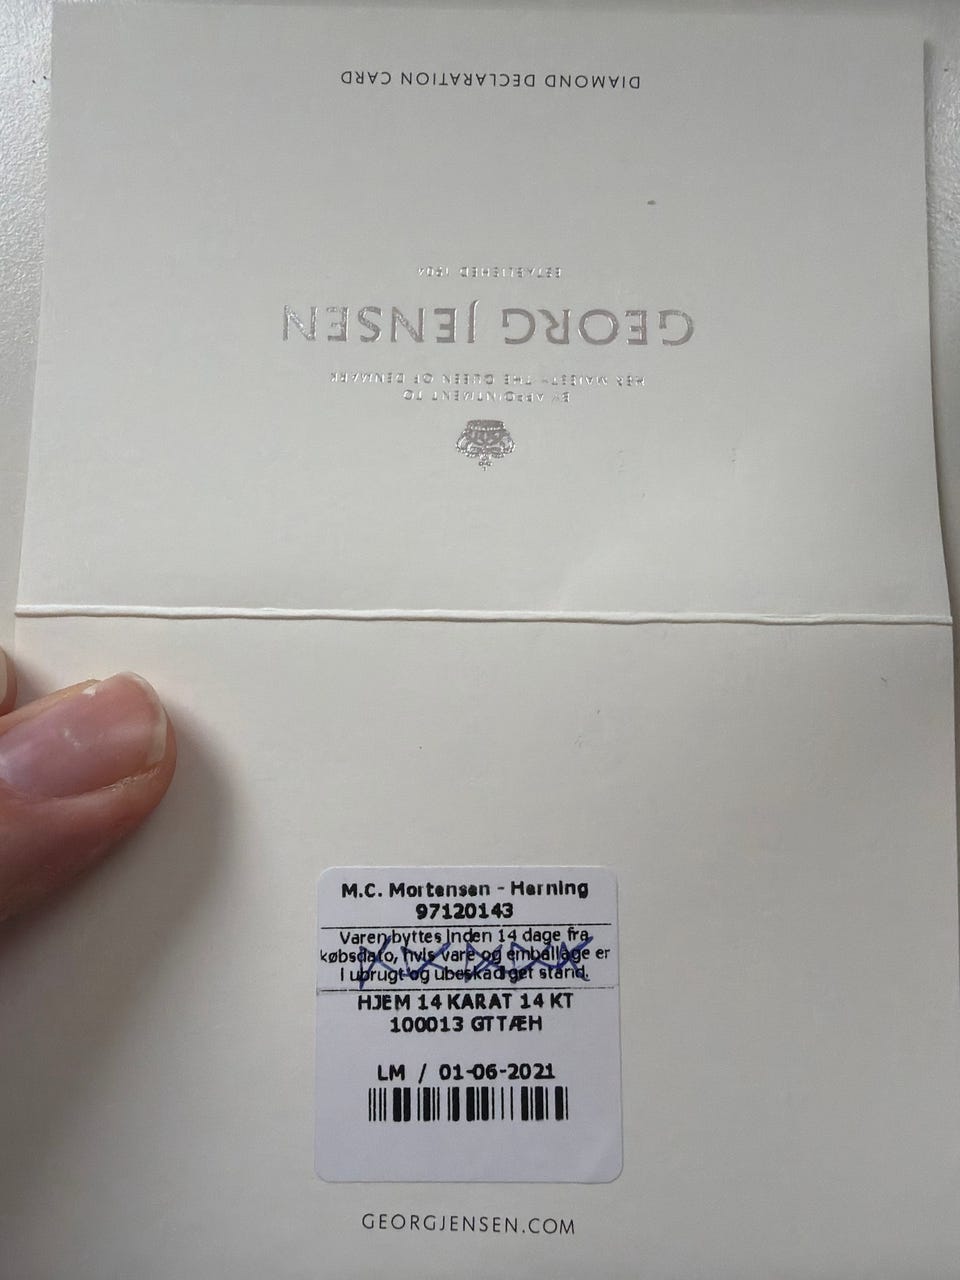 DIAMOND DECLARATION CARD
ESTABLISHED 1904
GEORG JENSEN
HER MAJESTY THE QUEEN OF DENMARK
BY APPOINTMENT TO
M.C. Mortensen - Herning
97120143
Varen byttes inden 14 dage fra
købsdato, hvis vare og emballage er
i ubrugt og ubeskadiget stand.
HJEM 14 KARAT 14 KT
100013 GTTÆH
LM / 01-06-2021
GEORGJENSEN.COM